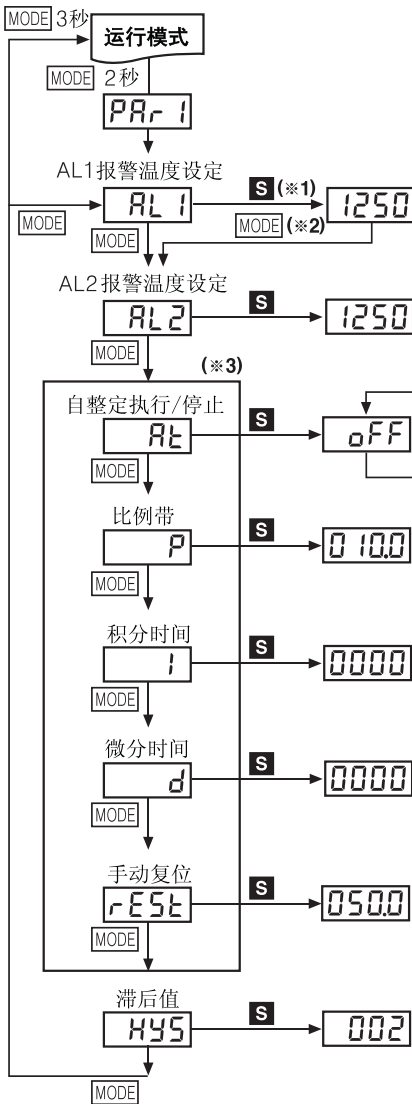 MODE 3秒
运行模式
MODE 2秒
PAr1
AL1报警温度设定
AL1 S (※1) 1250
MODE
MODE (※2)
MODE
AL2报警温度设定
AL2 S 1250
MODE
(※3)
自整定执行/停止
At S oFF
MODE
比例带
P S 010.0
MODE
积分时间
I S 0000
MODE
微分时间
d S 0000
MODE
手动复位
rESt S 050.0
MODE
滞后值
HYS S 002
MODE